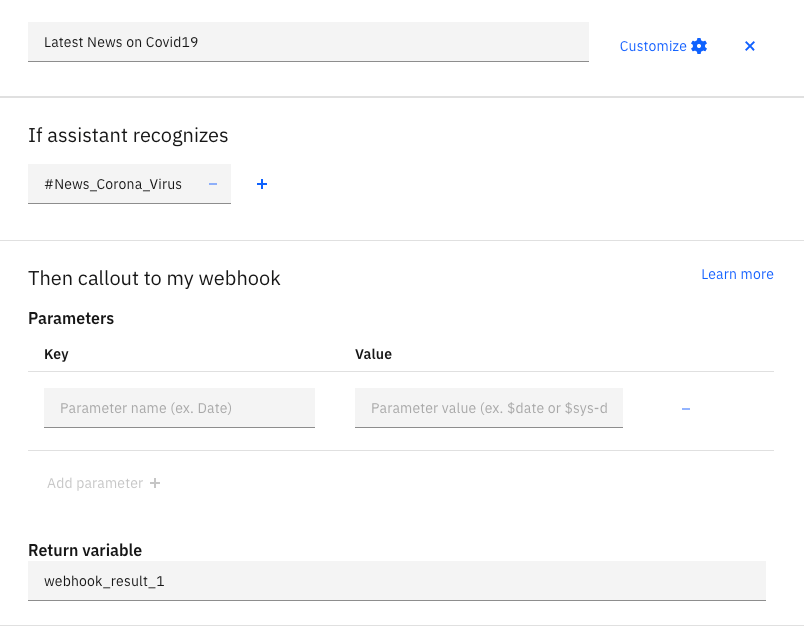 Latest News on Covid19
Customize
If assistant recognizes
#News_Corona_Virus
Then callout to my webhook
Learn more
Parameters
Key Value
Parameter name (ex. Date) Parameter value (ex. $date or $sys-d
Add parameter +
Return variable
webhook_result_1